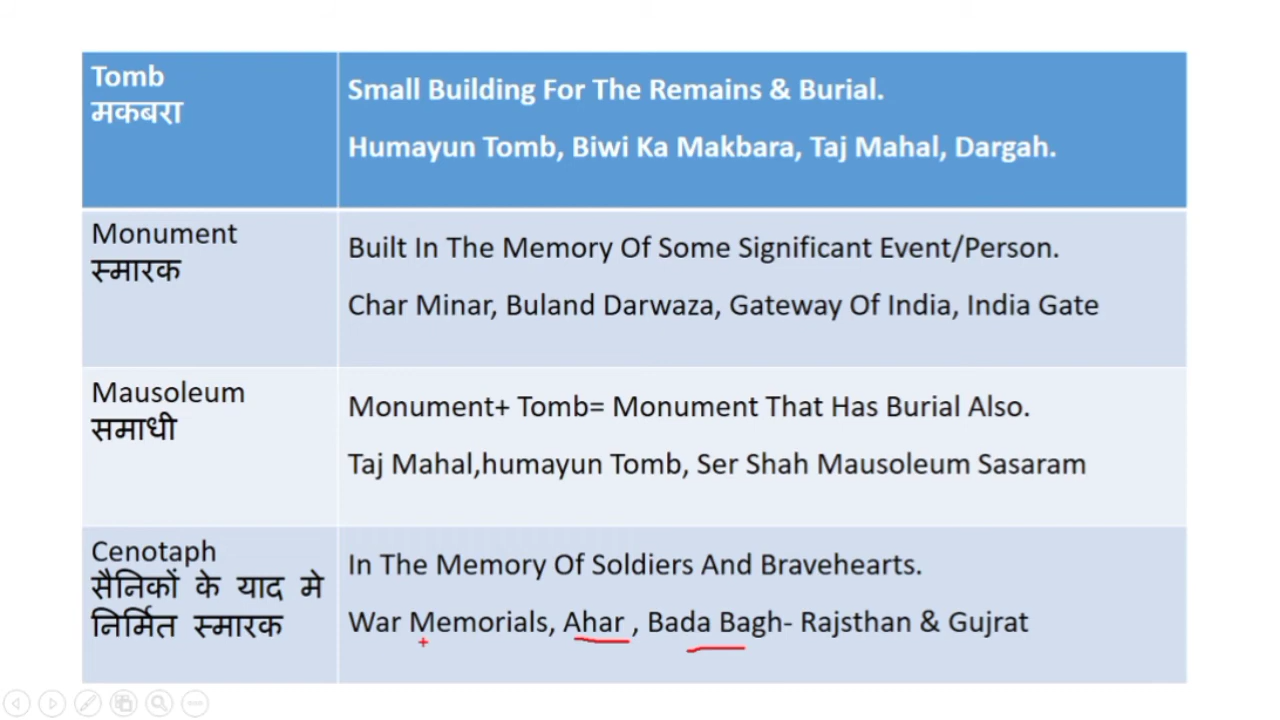 Tomb
मकबरा
Small Building For The Remains & Burial.
Humayun Tomb, Biwi Ka Makbara, Taj Mahal, Dargah.
Monument
स्मारक
Built In The Memory Of Some Significant Event/Person.
Char Minar, Buland Darwaza, Gateway Of India, India Gate
Mausoleum
समाधी
Monument+ Tomb= Monument That Has Burial Also.
Taj Mahal,humayun Tomb, Ser Shah Mausoleum Sasaram
Cenotaph
सैनिकों के याद मे
निर्मित स्मारक
In The Memory Of Soldiers And Bravehearts.
War Memorials, Ahar , Bada Bagh- Rajsthan & Gujrat